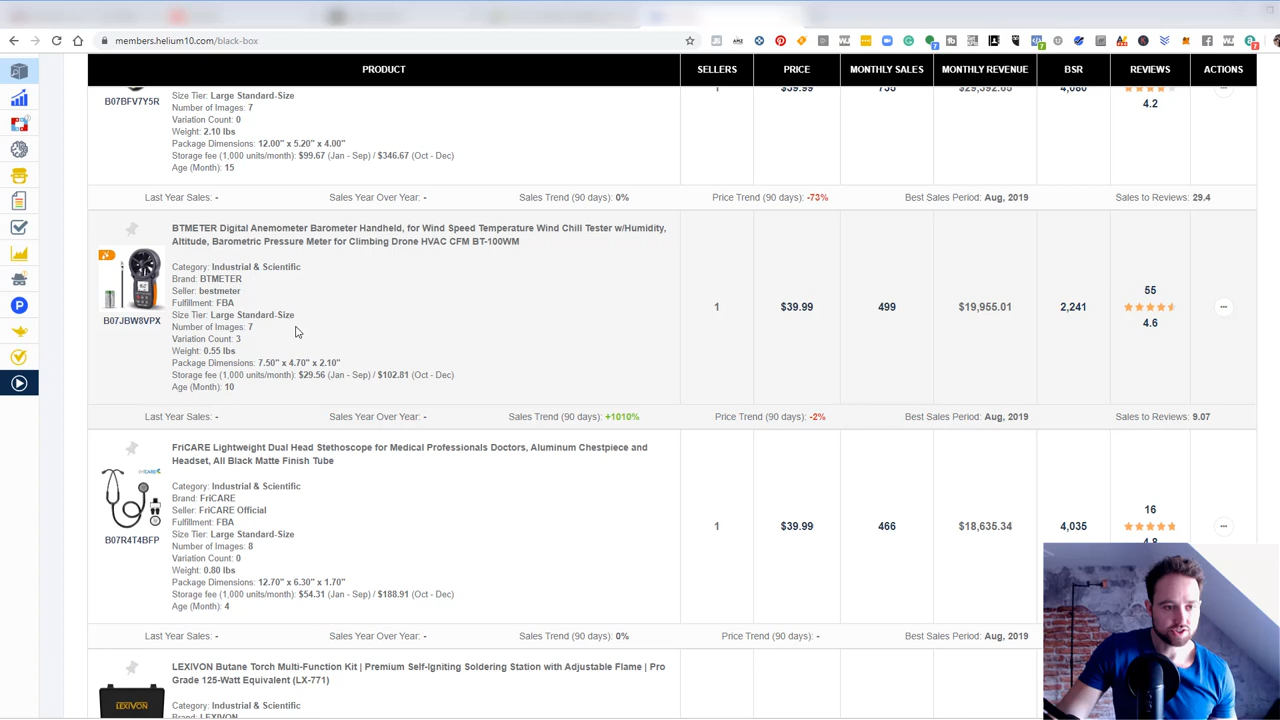 members.helium10.com/black-box
PRODUCT SELLERS PRICE MONTHLY SALES MONTHLY REVENUE BSR REVIEWS ACTIONS
B07BFV7Y5R
Size Tier: Large Standard-Size
Number of Images: 7
Variation Count: 0
Weight: 2.10 lbs
Package Dimensions: 12.00" x 5.20" x 4.00"
Storage fee (1,000 units/month): $99.67 (Jan - Sep) / $346.67 (Oct - Dec)
Age (Month): 15
1 $39.99 735 $29,392.65 4,080
4.2
Last Year Sales: - Sales Year Over Year: - Sales Trend (90 days): 0% Price Trend (90 days): -73% Best Sales Period: Aug, 2019 Sales to Reviews: 29.4
BTMETER Digital Anemometer Barometer Handheld, for Wind Speed Temperature Wind Chill Tester w/Humidity,
Altitude, Barometric Pressure Meter for Climbing Drone HVAC CFM BT-100WM
B07JBW8VPX
Category: Industrial & Scientific
Brand: BTMETER
Seller: bestmeter
Fulfillment: FBA
Size Tier: Large Standard-Size
Number of Images: 7
Variation Count: 3
Weight: 0.55 lbs
Package Dimensions: 7.50" x 4.70" x 2.10"
Storage fee (1,000 units/month): $29.56 (Jan - Sep) / $102.81 (Oct - Dec)
Age (Month): 10
1 $39.99 499 $19,955.01 2,241
55
4.6
Last Year Sales: - Sales Year Over Year: - Sales Trend (90 days): +1010% Price Trend (90 days): -2% Best Sales Period: Aug, 2019 Sales to Reviews: 9.07
FriCARE Lightweight Dual Head Stethoscope for Medical Professionals Doctors, Aluminum Chestpiece and
Headset, All Black Matte Finish Tube
B07R4T4BFP
Category: Industrial & Scientific
Brand: FriCARE
Seller: FriCARE Official
Fulfillment: FBA
Size Tier: Large Standard-Size
Number of Images: 8
Variation Count: 0
Weight: 0.80 lbs
Package Dimensions: 12.70" x 6.30" x 1.70"
Storage fee (1,000 units/month): $54.31 (Jan - Sep) / $188.91 (Oct - Dec)
Age (Month): 4
1 $39.99 466 $18,635.34 4,035
16
4.8
Last Year Sales: - Sales Year Over Year: - Sales Trend (90 days): 0% Price Trend (90 days): - Best Sales Period: Aug, 2019
LEXIVON Butane Torch Multi-Function Kit | Premium Self-Igniting Soldering Station with Adjustable Flame | Pro
Grade 125-Watt Equivalent (LX-771)
LEXIVON
Category: Industrial & Scientific
Brand: LEXIVON